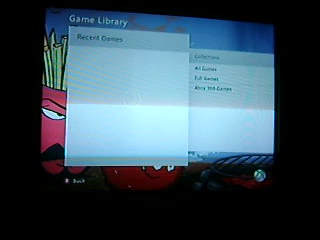 Game Library
Recent Games
Collections
All Games
Full Games
Xbox 360 Games
Back